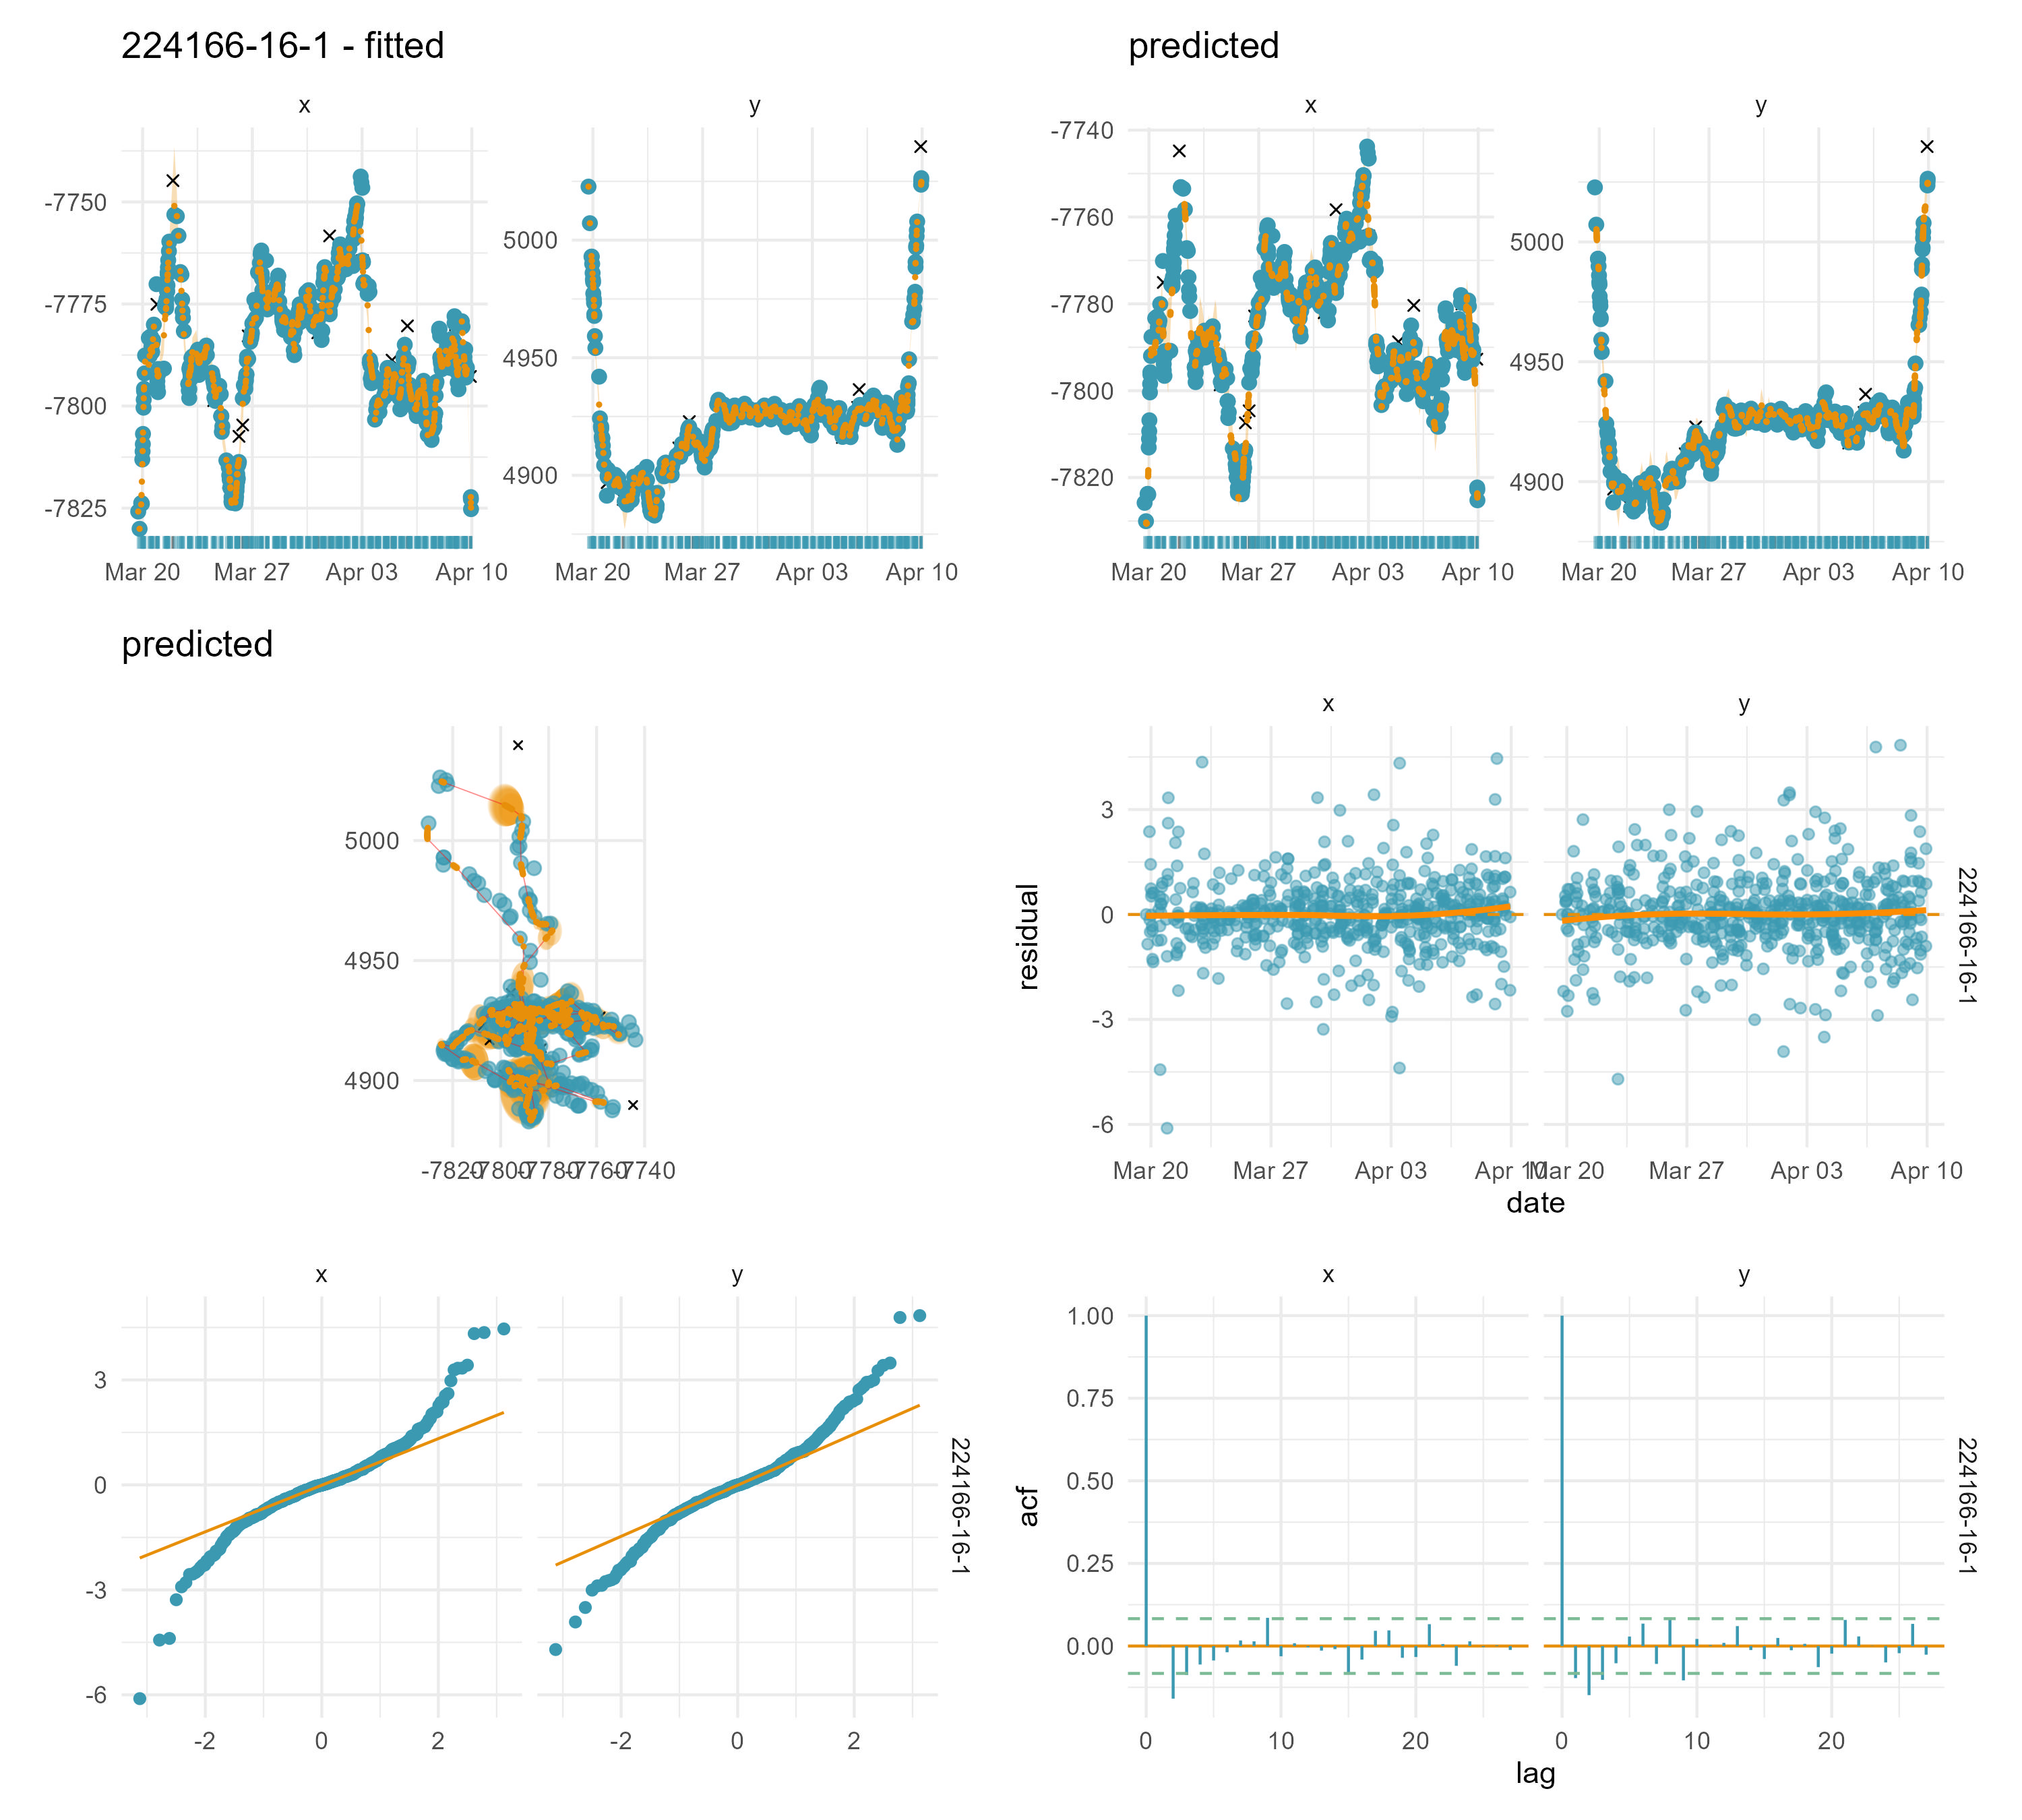 224166-16-1 - fitted
predicted
x
y
x
y
-7750
-7775
-7800
-7825
5000
4950
4900
-7740
-7760
-7780
-7800
-7820
5000
4950
4900
Mar 20 Mar 27 Apr 03 Apr 10
Mar 20 Mar 27 Apr 03 Apr 10
Mar 20 Mar 27 Apr 03 Apr 10
Mar 20 Mar 27 Apr 03 Apr 10
predicted
5000
4950
4900
-7820 -7800 -7780 -7760 -7740
x
y
residual
3
0
-3
-6
224166-16-1
Mar 20 Mar 27 Apr 03 Apr 10
Mar 20 Mar 27 Apr 03 Apr 10
date
x
y
3
0
-3
-6
224166-16-1
-2 0 2
-2 0 2
x
y
acf
1.00
0.75
0.50
0.25
0.00
224166-16-1
0 10 20
0 10 20
lag